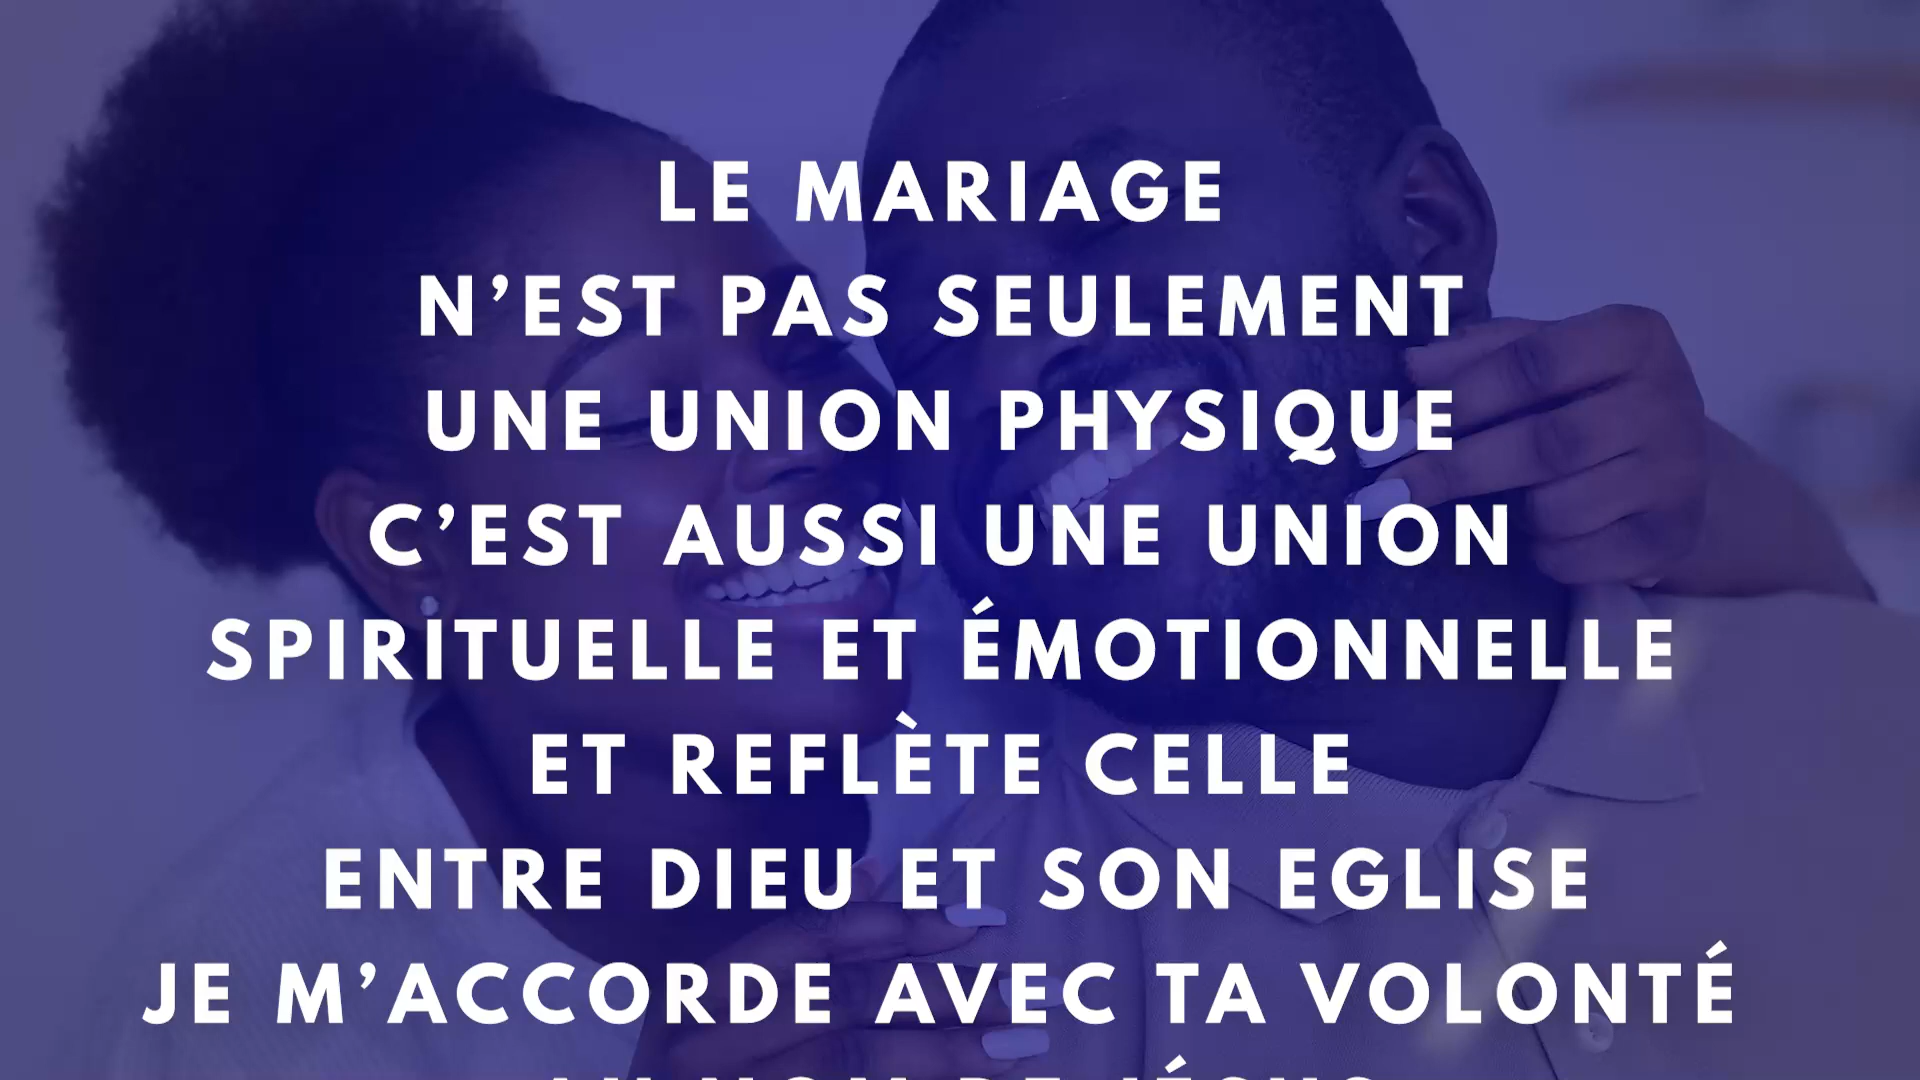 LE MARIAGE
N’EST PAS SEULEMENT
UNE UNION PHYSIQUE
C’EST AUSSI UNE UNION
SPIRITUELLE ET ÉMOTIONNELLE
ET REFLÈTE CELLE
ENTRE DIEU ET SON EGLISE
JE M’ACCORDE AVEC TA VOLONTÉ